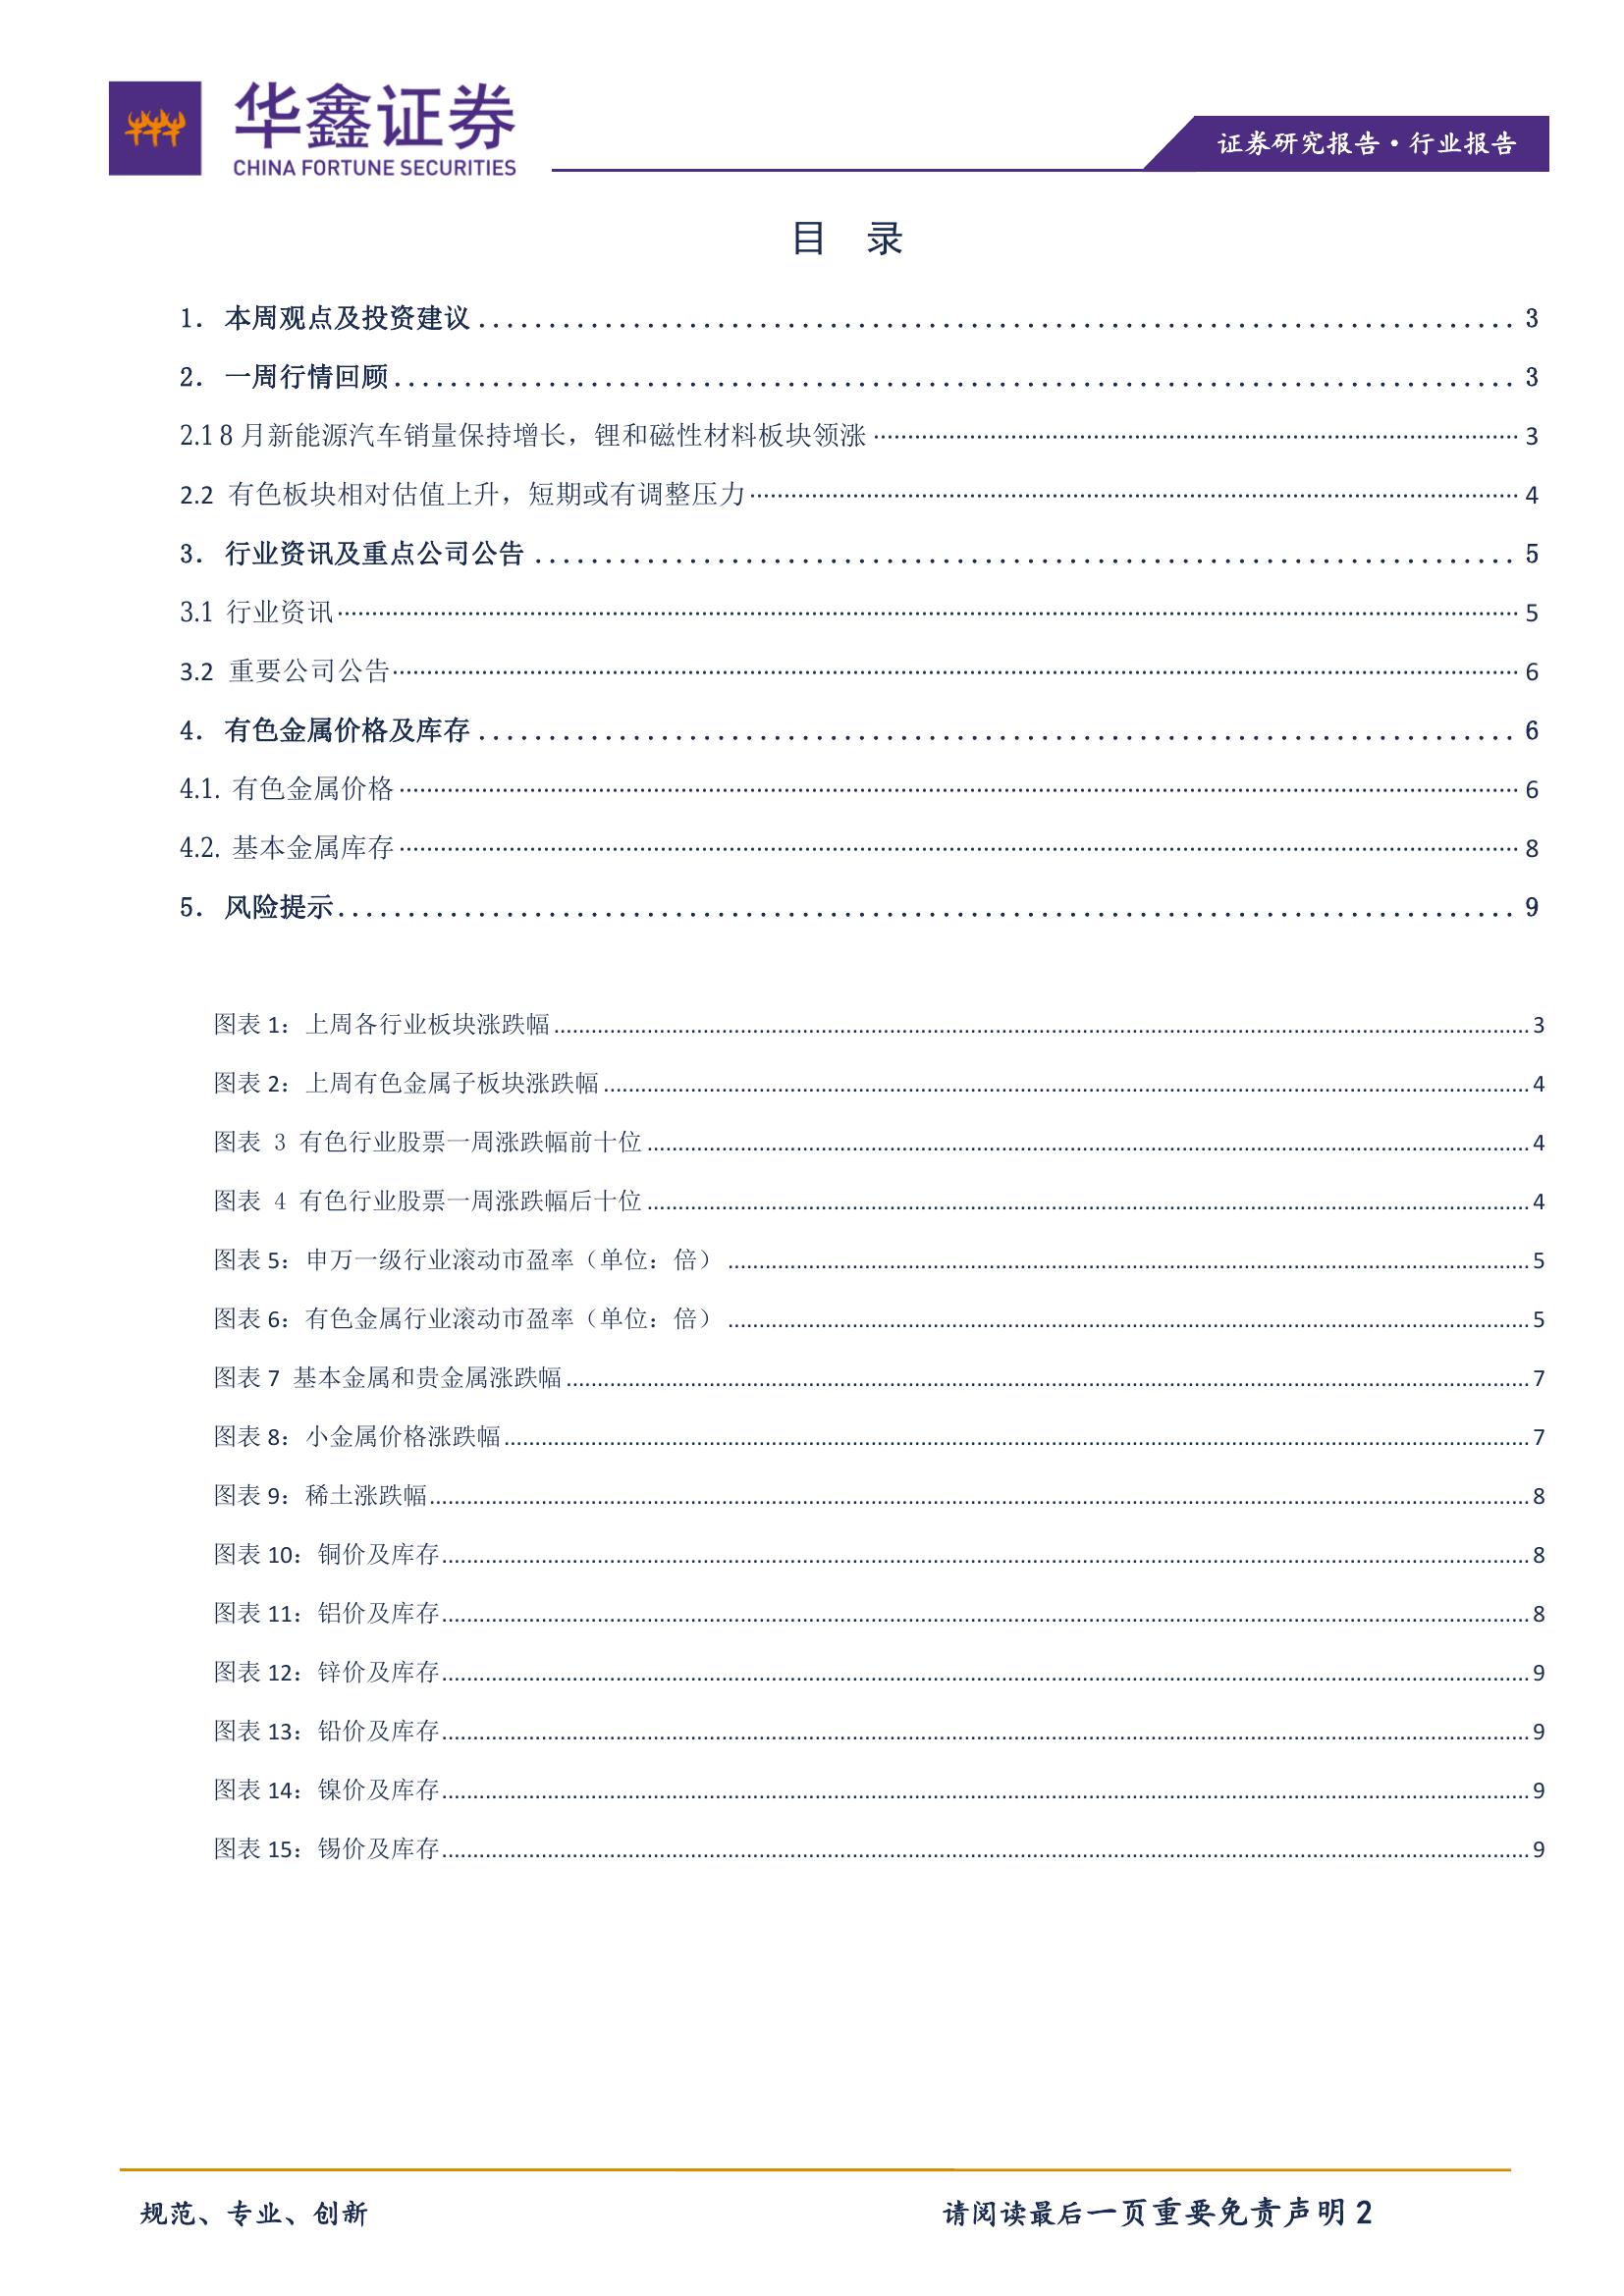 华鑫证券
CHINA FORTUNE SECURITIES
证券研究报告·行业报告
目 录
1. 本周观点及投资建议 3
2. 一周行情回顾 3
2.1 8 月新能源汽车销量保持增长，锂和磁性材料板块领涨 3
2.2 有色板块相对估值上升，短期或有调整压力 4
3. 行业资讯及重点公司公告 5
3.1 行业资讯 5
3.2 重要公司公告 6
4. 有色金属价格及库存 6
4.1. 有色金属价格 6
4.2. 基本金属库存 8
5. 风险提示 9
图表 1：上周各行业板块涨跌幅 3
图表 2：上周有色金属子板块涨跌幅 4
图表 3 有色行业股票一周涨跌幅前十位 4
图表 4 有色行业股票一周涨跌幅后十位 4
图表 5：申万一级行业滚动市盈率（单位：倍） 5
图表 6：有色金属行业滚动市盈率（单位：倍） 5
图表 7 基本金属和贵金属涨跌幅 7
图表 8：小金属价格涨跌幅 7
图表 9：稀土涨跌幅 8
图表 10：铜价及库存 8
图表 11：铝价及库存 8
图表 12：锌价及库存 9
图表 13：铅价及库存 9
图表 14：镍价及库存 9
图表 15：锡价及库存 9
规范、专业、创新
请阅读最后一页重要免责声明 2